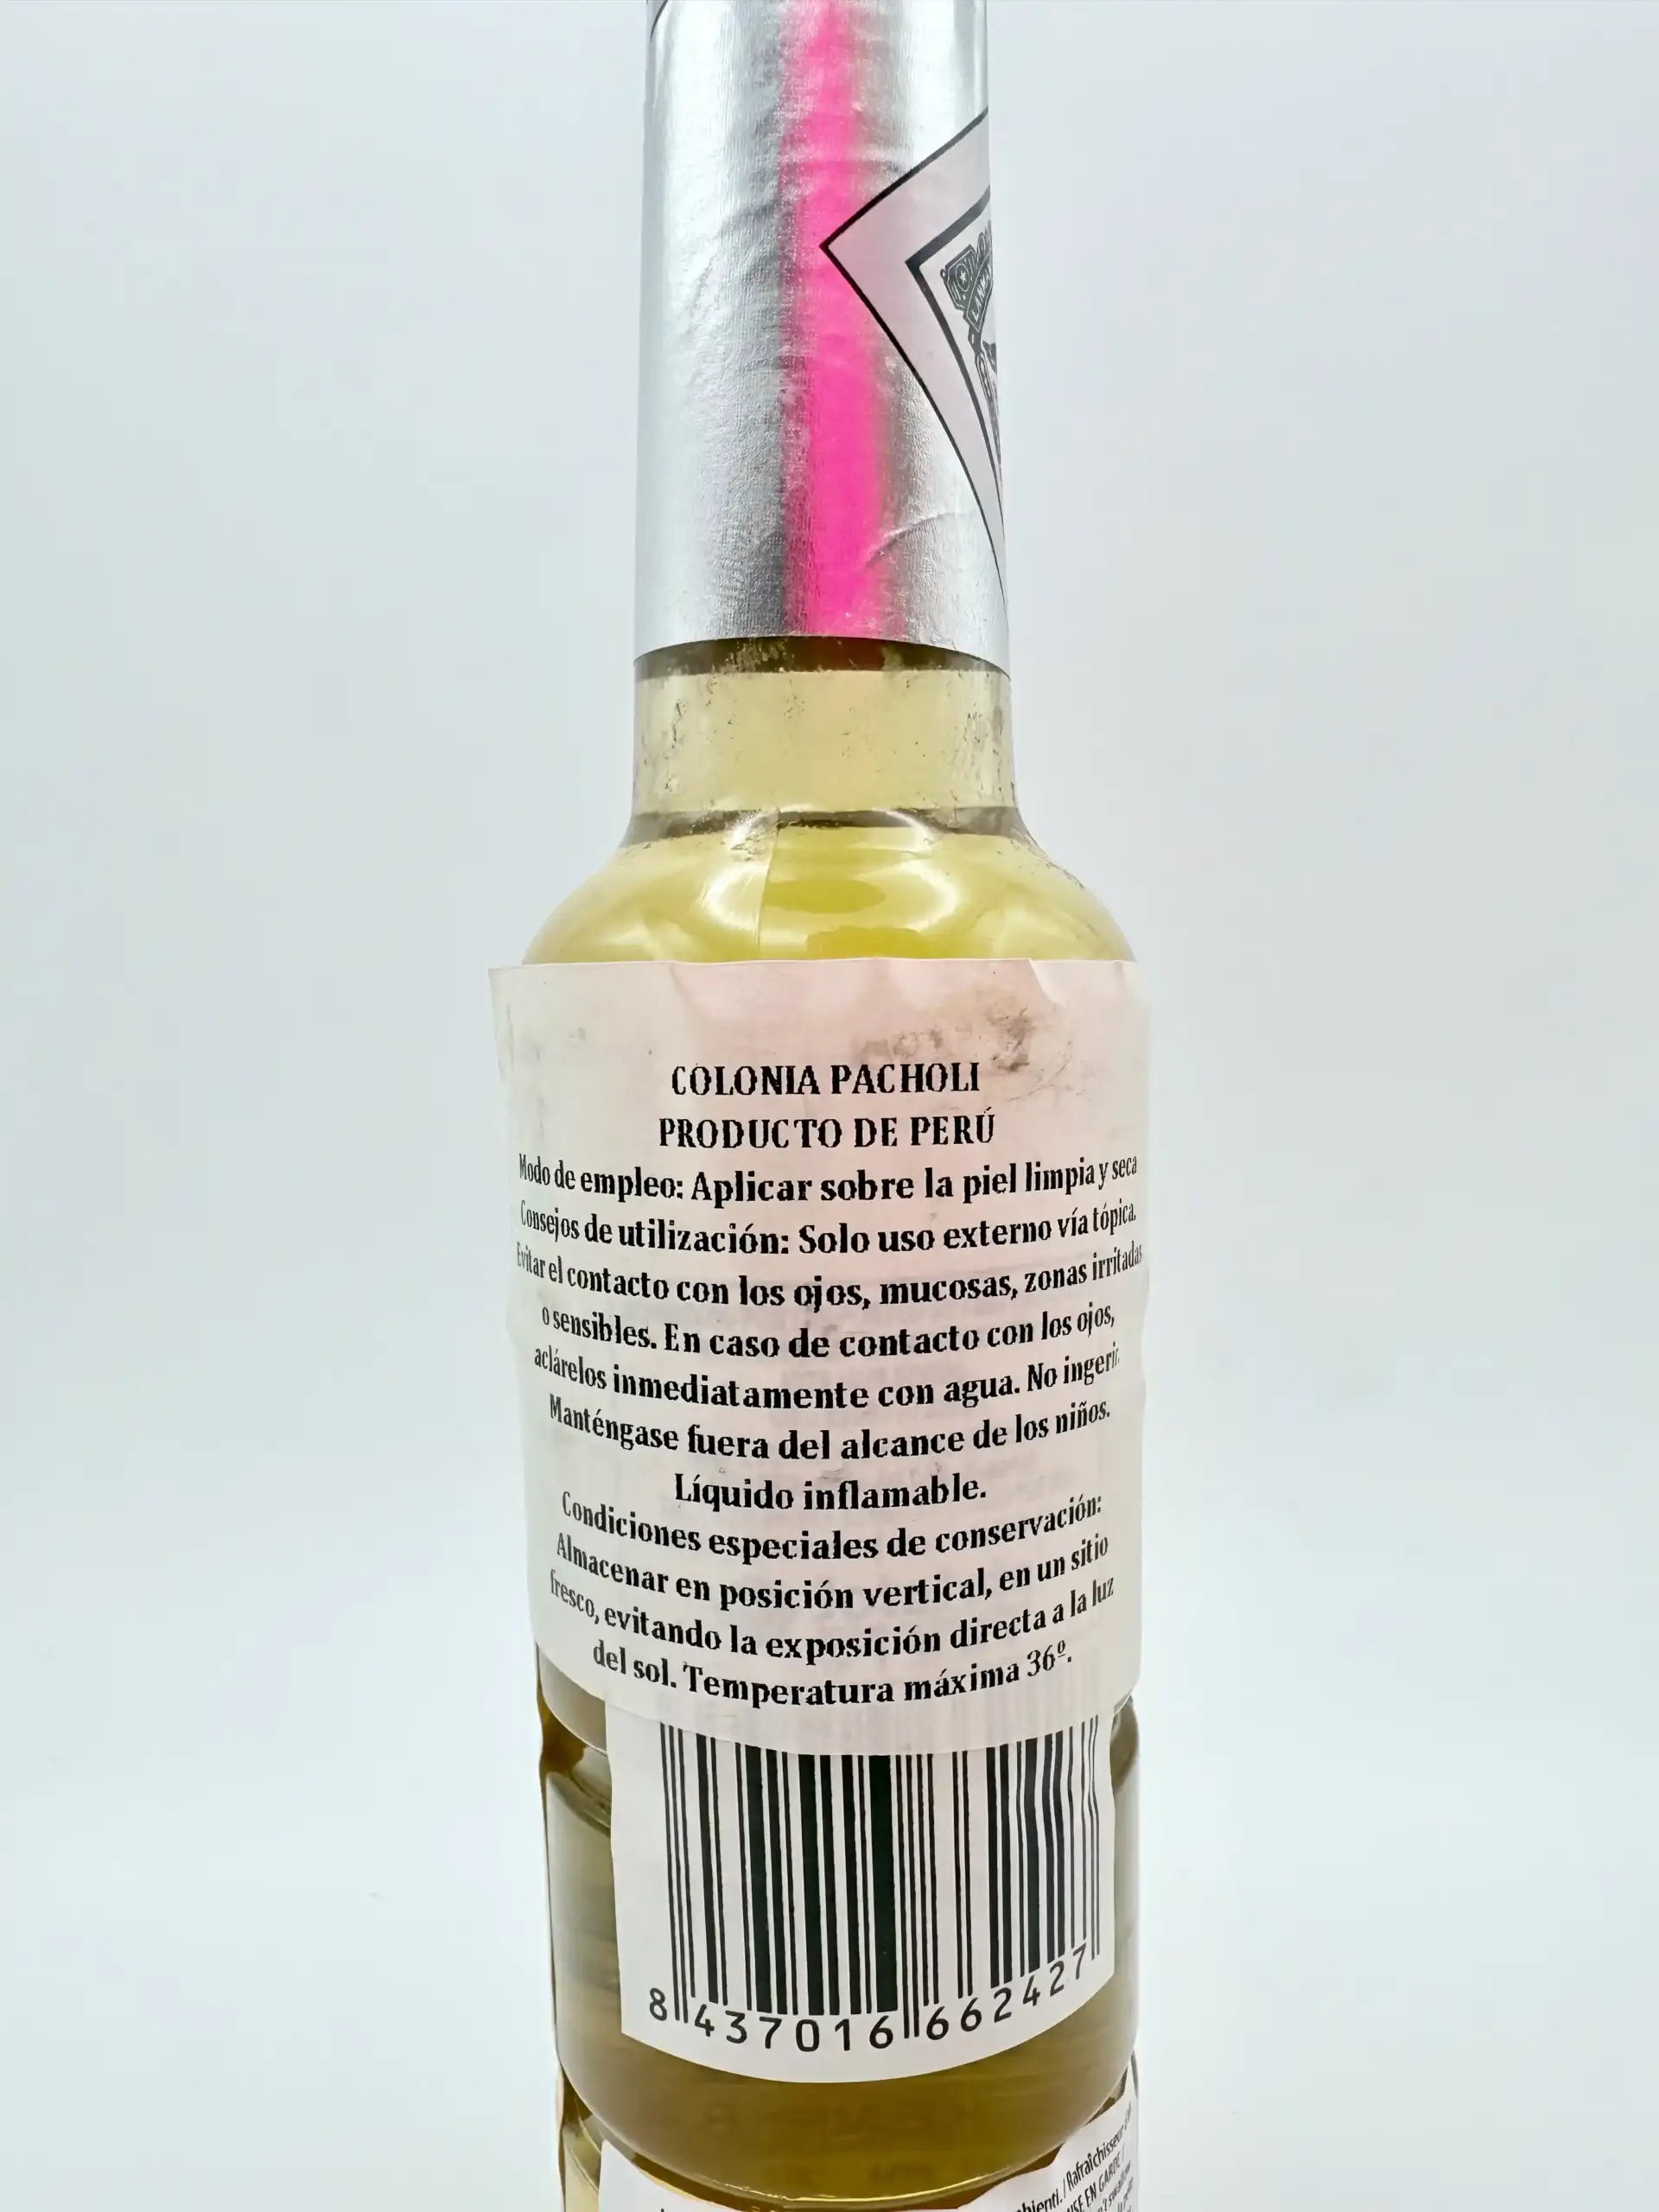 COLONIA PACHOLI
PRODUCTO DE PERÚ
Modo de empleo: Aplicar sobre la piel limpia y seca
Consejos de utilización: Solo uso externo vía tópica.
Evitar el contacto con los ojos, mucosas, zonas irritadas
o sensibles. En caso de contacto con los ojos,
aclárelos inmediatamente con agua. No ingerir.
Manténgase fuera del alcance de los niños.
Líquido inflamable.
Condiciones especiales de conservación:
Almacenar en posición vertical, en un sitio
fresco, evitando la exposición directa a la luz
del sol. Temperatura máxima 36º.
8 437016 662427